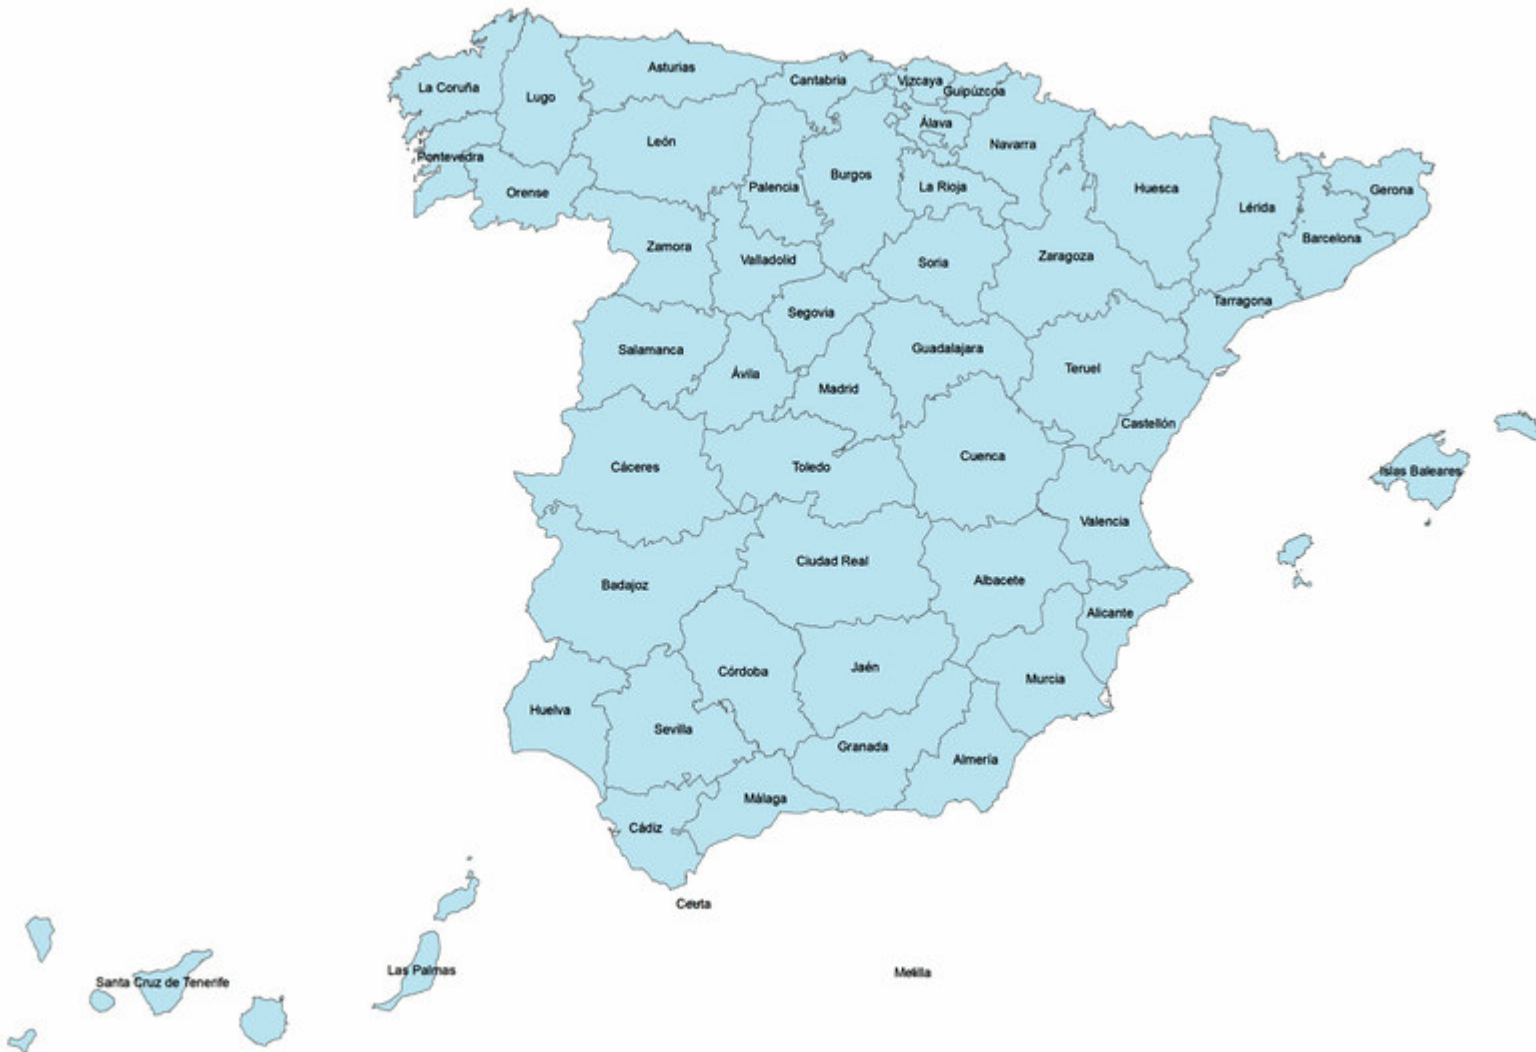 Asturias
Cantabria
Vizcaya
La Coruña
Guipúzcoa
Lugo
Álava
León
Navarra
Pontevedra
Burgos
Palencia
La Rioja
Huesca
Gerona
Orense
Lérida
Barcelona
Zamora
Zaragoza
Valladolid
Soria
Tarragona
Segovia
Salamanca
Guadalajara
Teruel
Ávila
Madrid
Castellón
Cuenca
Cáceres
Toledo
Islas Baleares
Valencia
Ciudad Real
Albacete
Badajoz
Alicante
Jaén
Córdoba
Murcia
Huelva
Sevilla
Granada
Almería
Málaga
Cádiz
Ceuta
Las Palmas
Melilla
Santa Cruz de Tenerife